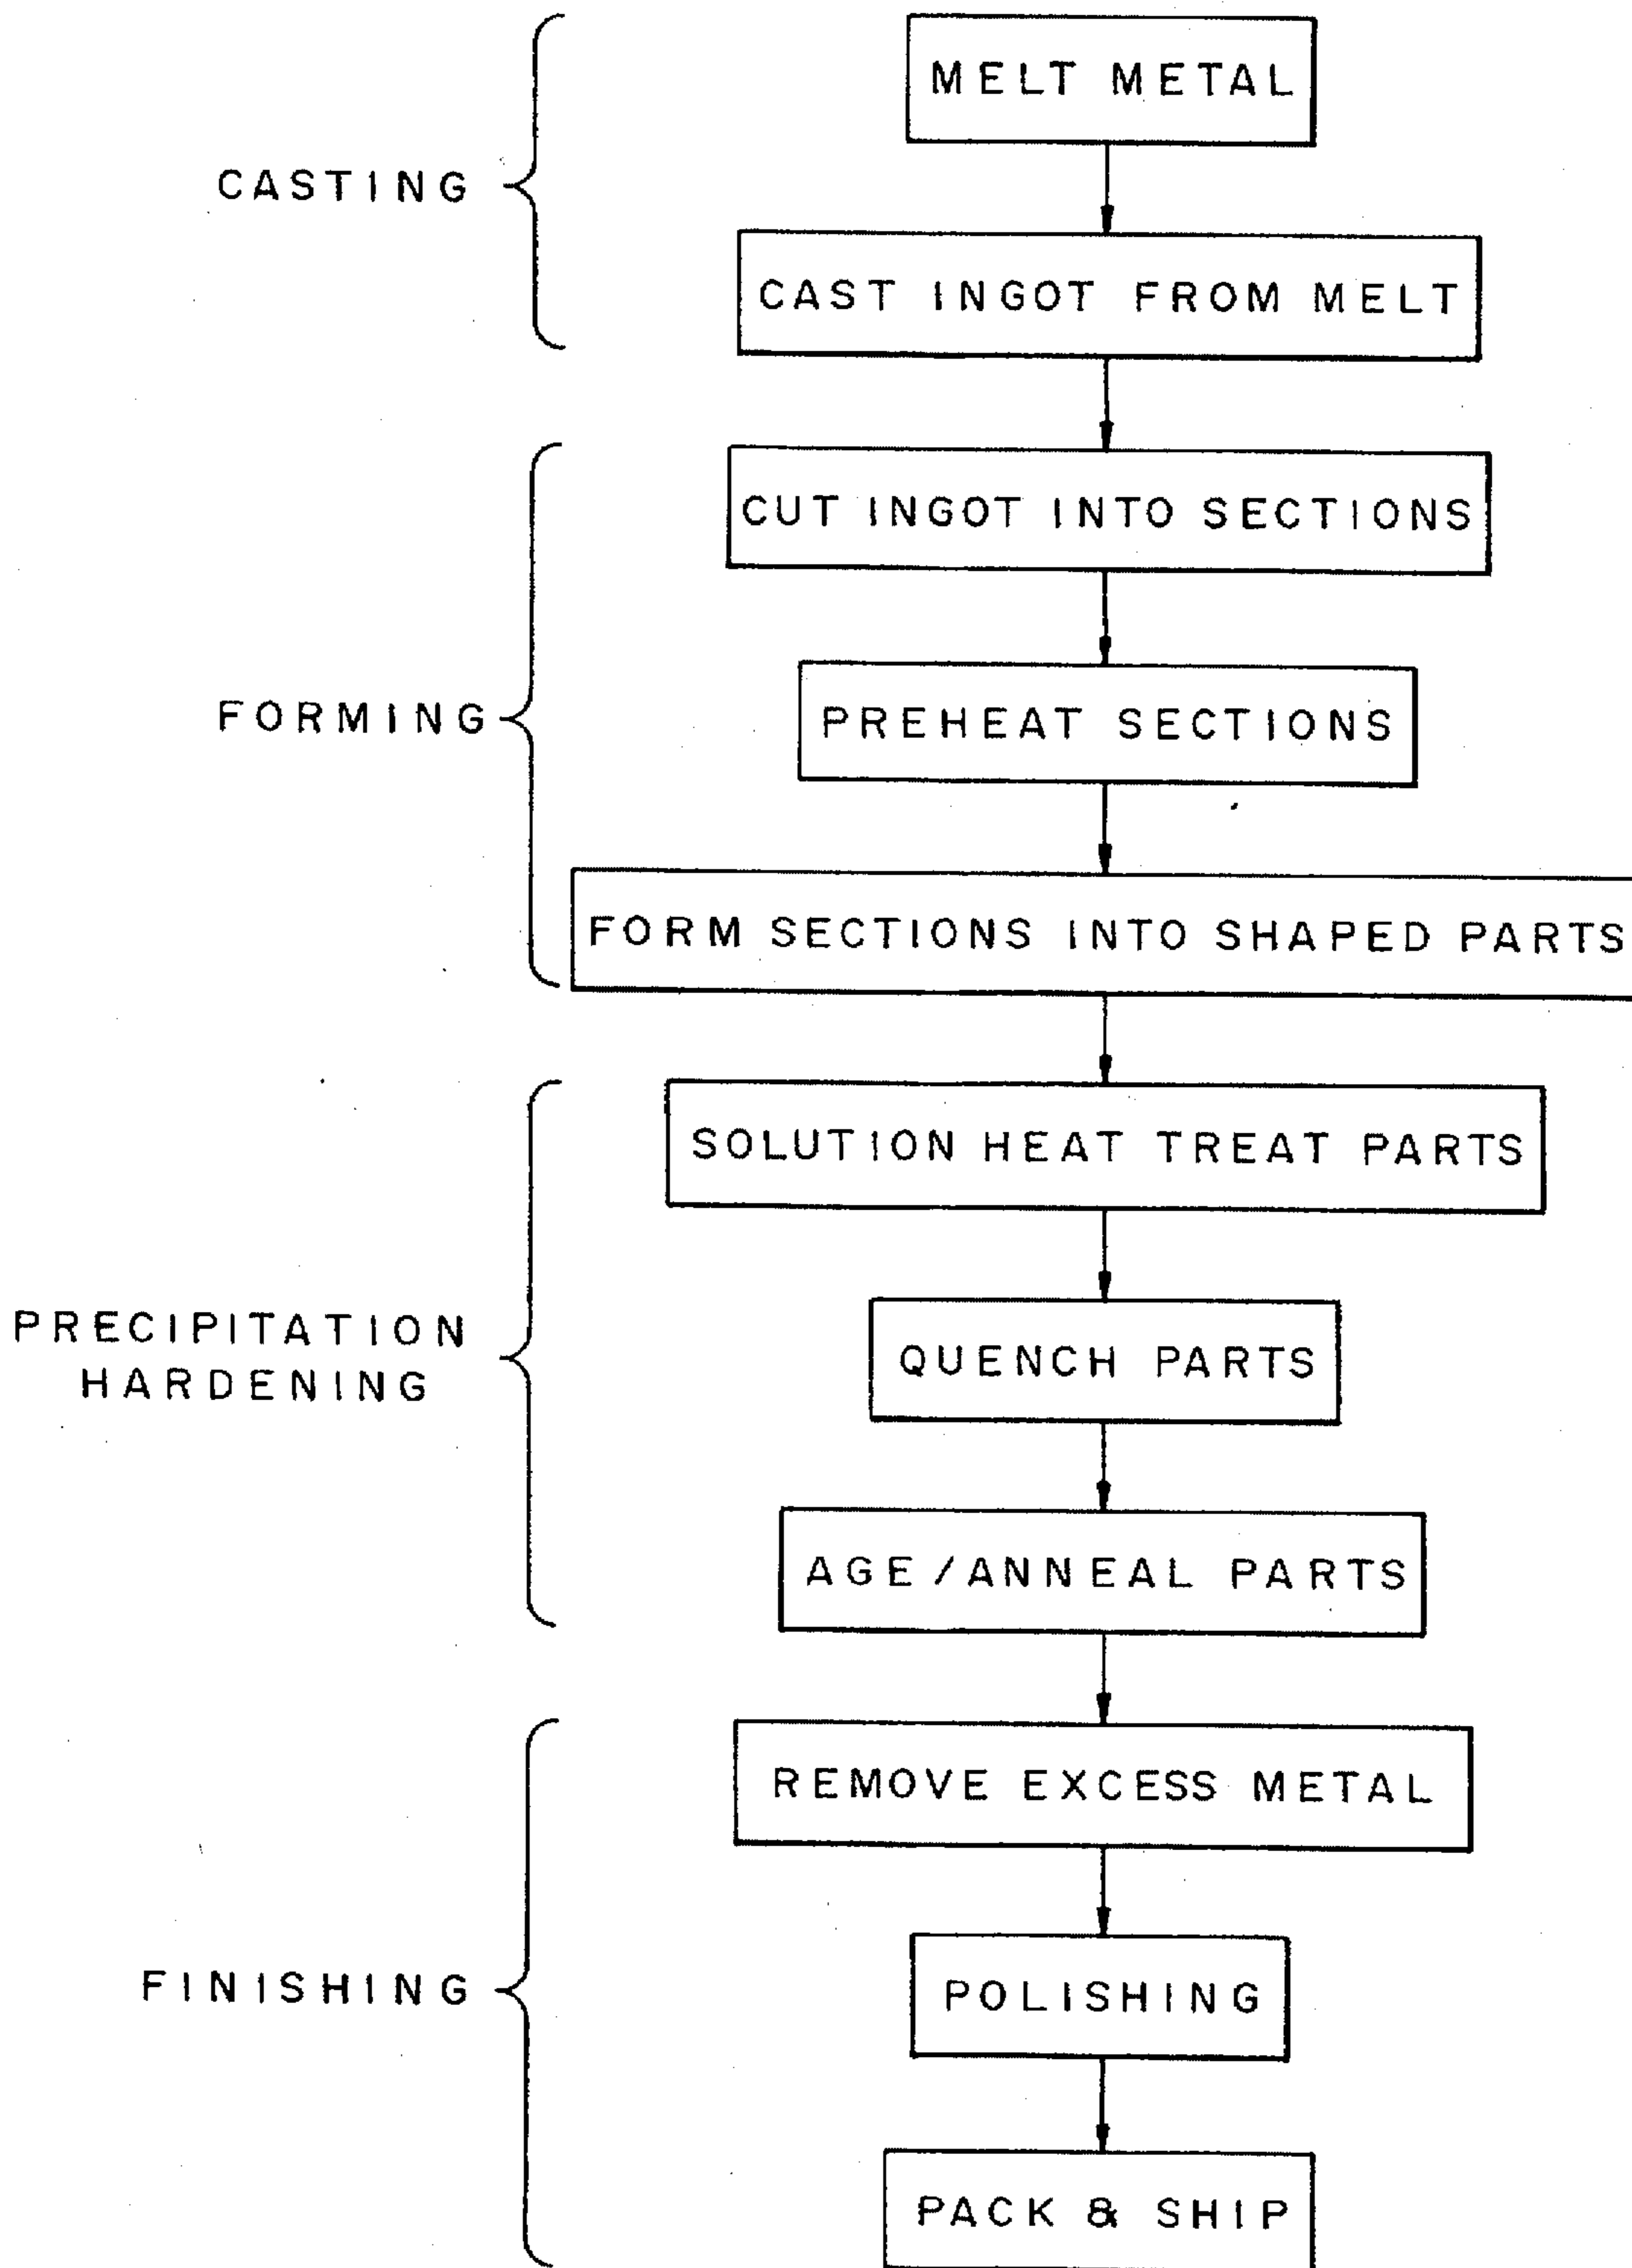 MELT METAL
CASTING
CAST INGOT FROM MELT
CUT INGOT INTO SECTIONS
FORMING
PREHEAT SECTIONS
FORM SECTIONS INTO SHAPED PARTS
SOLUTION HEAT TREAT PARTS
PRECIPITATION
HARDENING
QUENCH PARTS
AGE/ANNEAL PARTS
REMOVE EXCESS METAL
FINISHING
POLISHING
PACK & SHIP